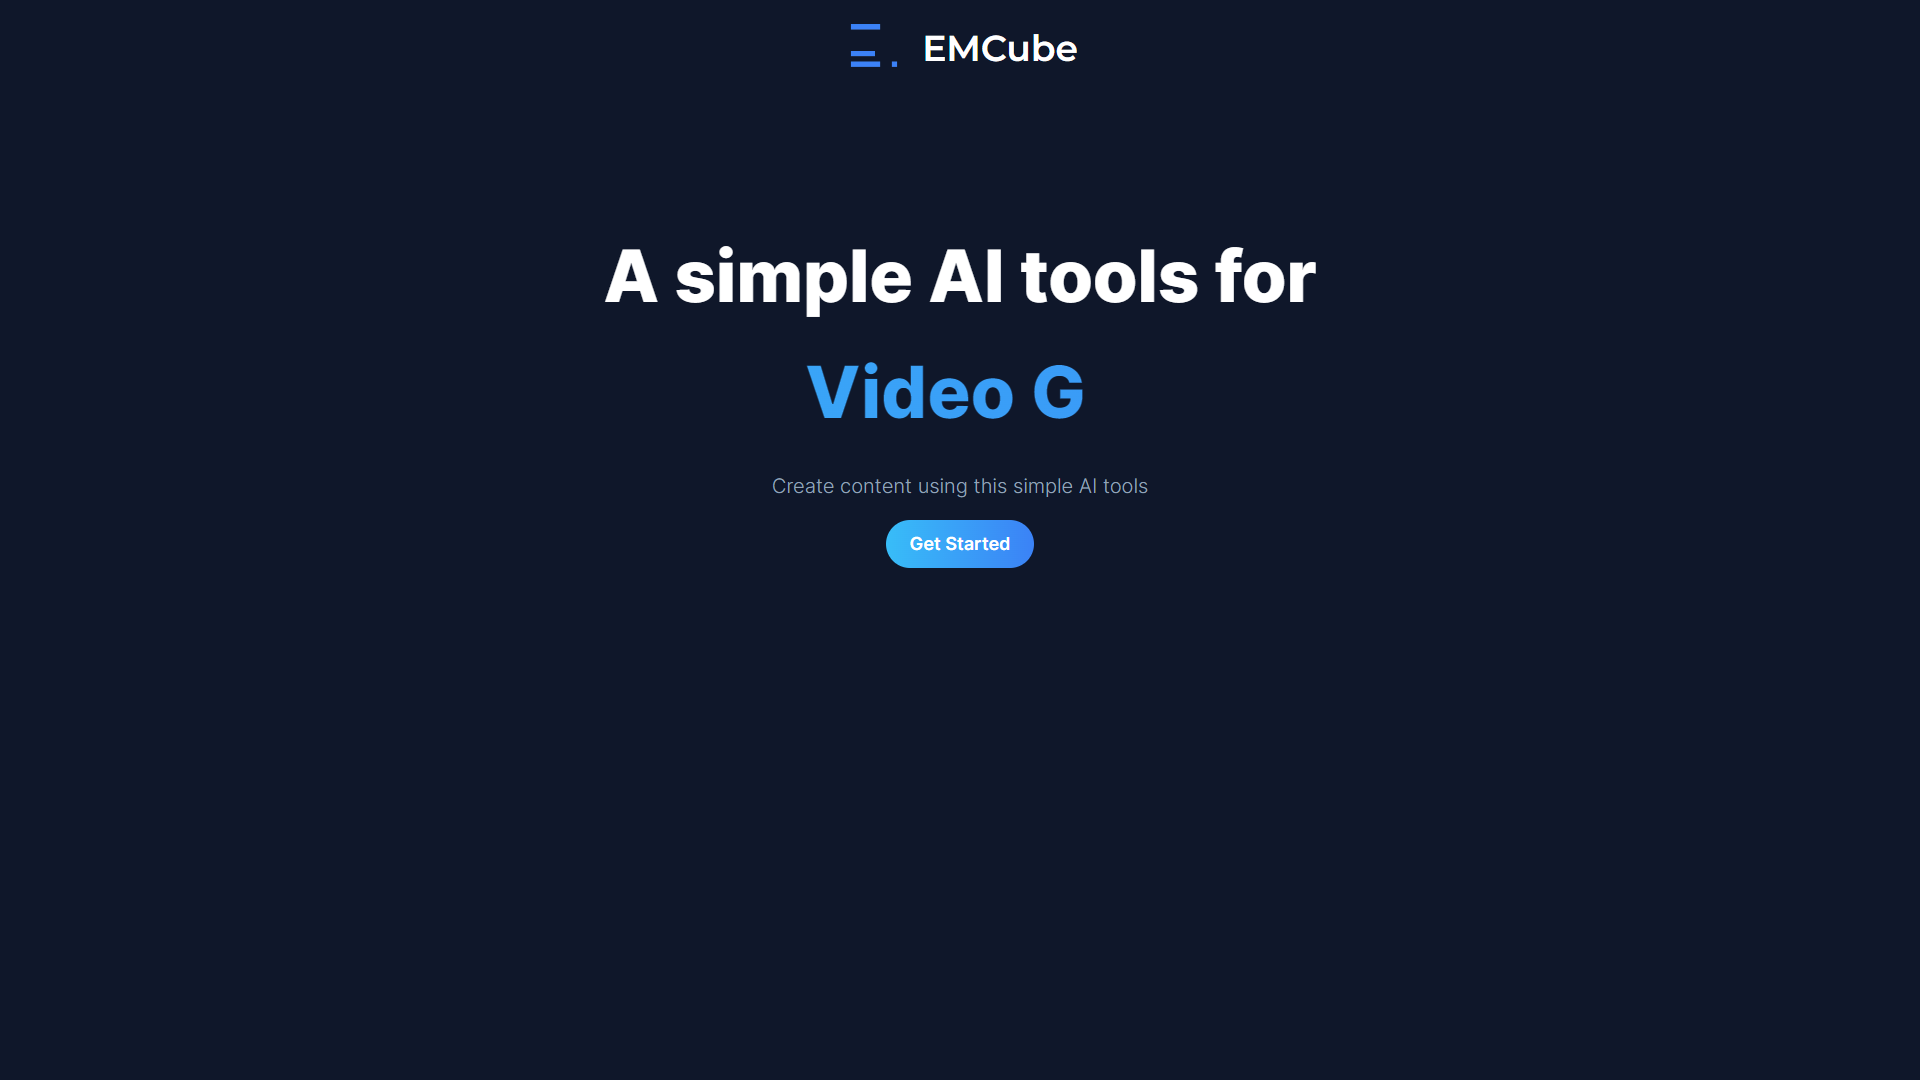 EMCube
A simple AI tools for
Video G
Create content using this simple AI tools
Get Started